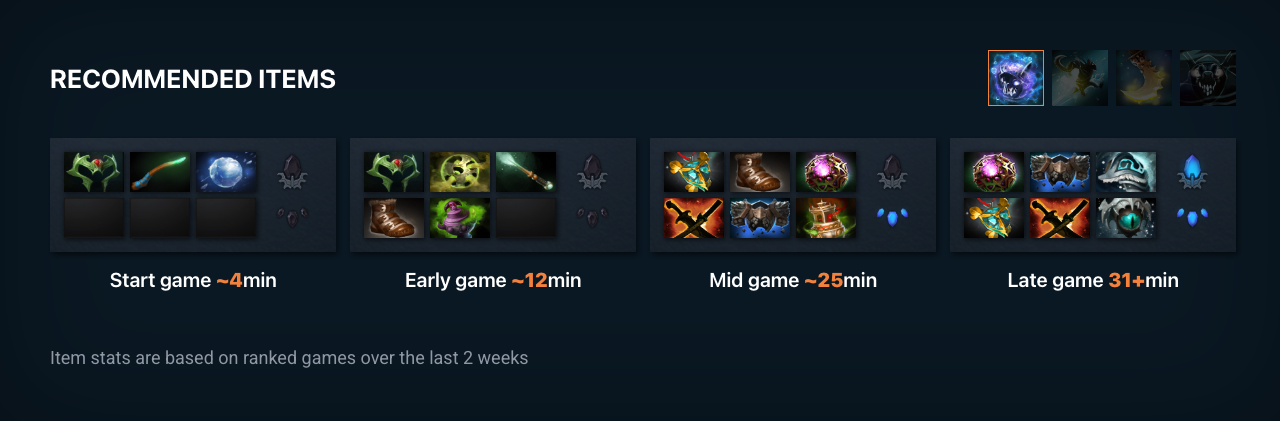 RECOMMENDED ITEMS
Start game ~4min
Early game ~12min
Mid game ~25min
Late game 31+min
Item stats are based on ranked games over the last 2 weeks